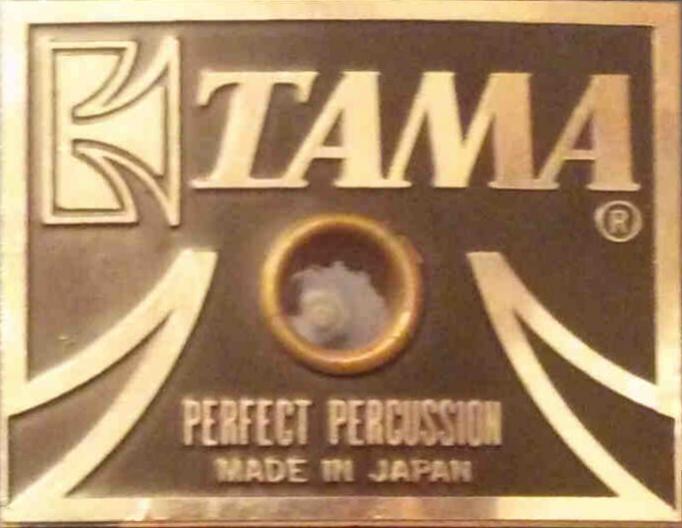 TAMA
®
PERFECT PERCUSSION
MADE IN JAPAN